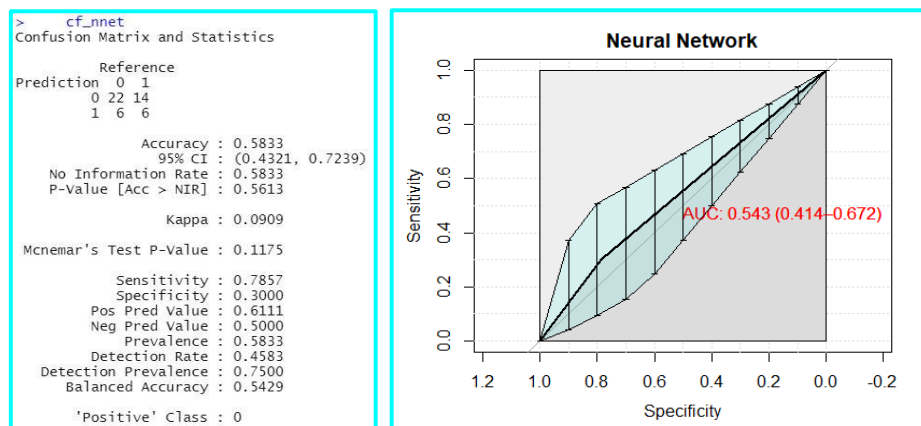 > cf_nnet
Confusion Matrix and Statistics
Reference
Prediction 0 1
0 22 14
1 6 6
Accuracy : 0.5833
95% CI : (0.4321, 0.7239)
No Information Rate : 0.5833
P-Value [Acc > NIR] : 0.5613
Kappa : 0.0909
Mcnemar's Test P-Value : 0.1175
Sensitivity : 0.7857
Specificity : 0.3000
Pos Pred Value : 0.6111
Neg Pred Value : 0.5000
Prevalence : 0.5833
Detection Rate : 0.4583
Detection Prevalence : 0.7500
Balanced Accuracy : 0.5429
'Positive' Class : 0
Neural Network
Sensitivity
1.0
0.8
0.6
0.4
0.2
0.0
AUC: 0.543 (0.414–0.672)
1.2 1.0 0.8 0.6 0.4 0.2 0.0 -0.2
Specificity